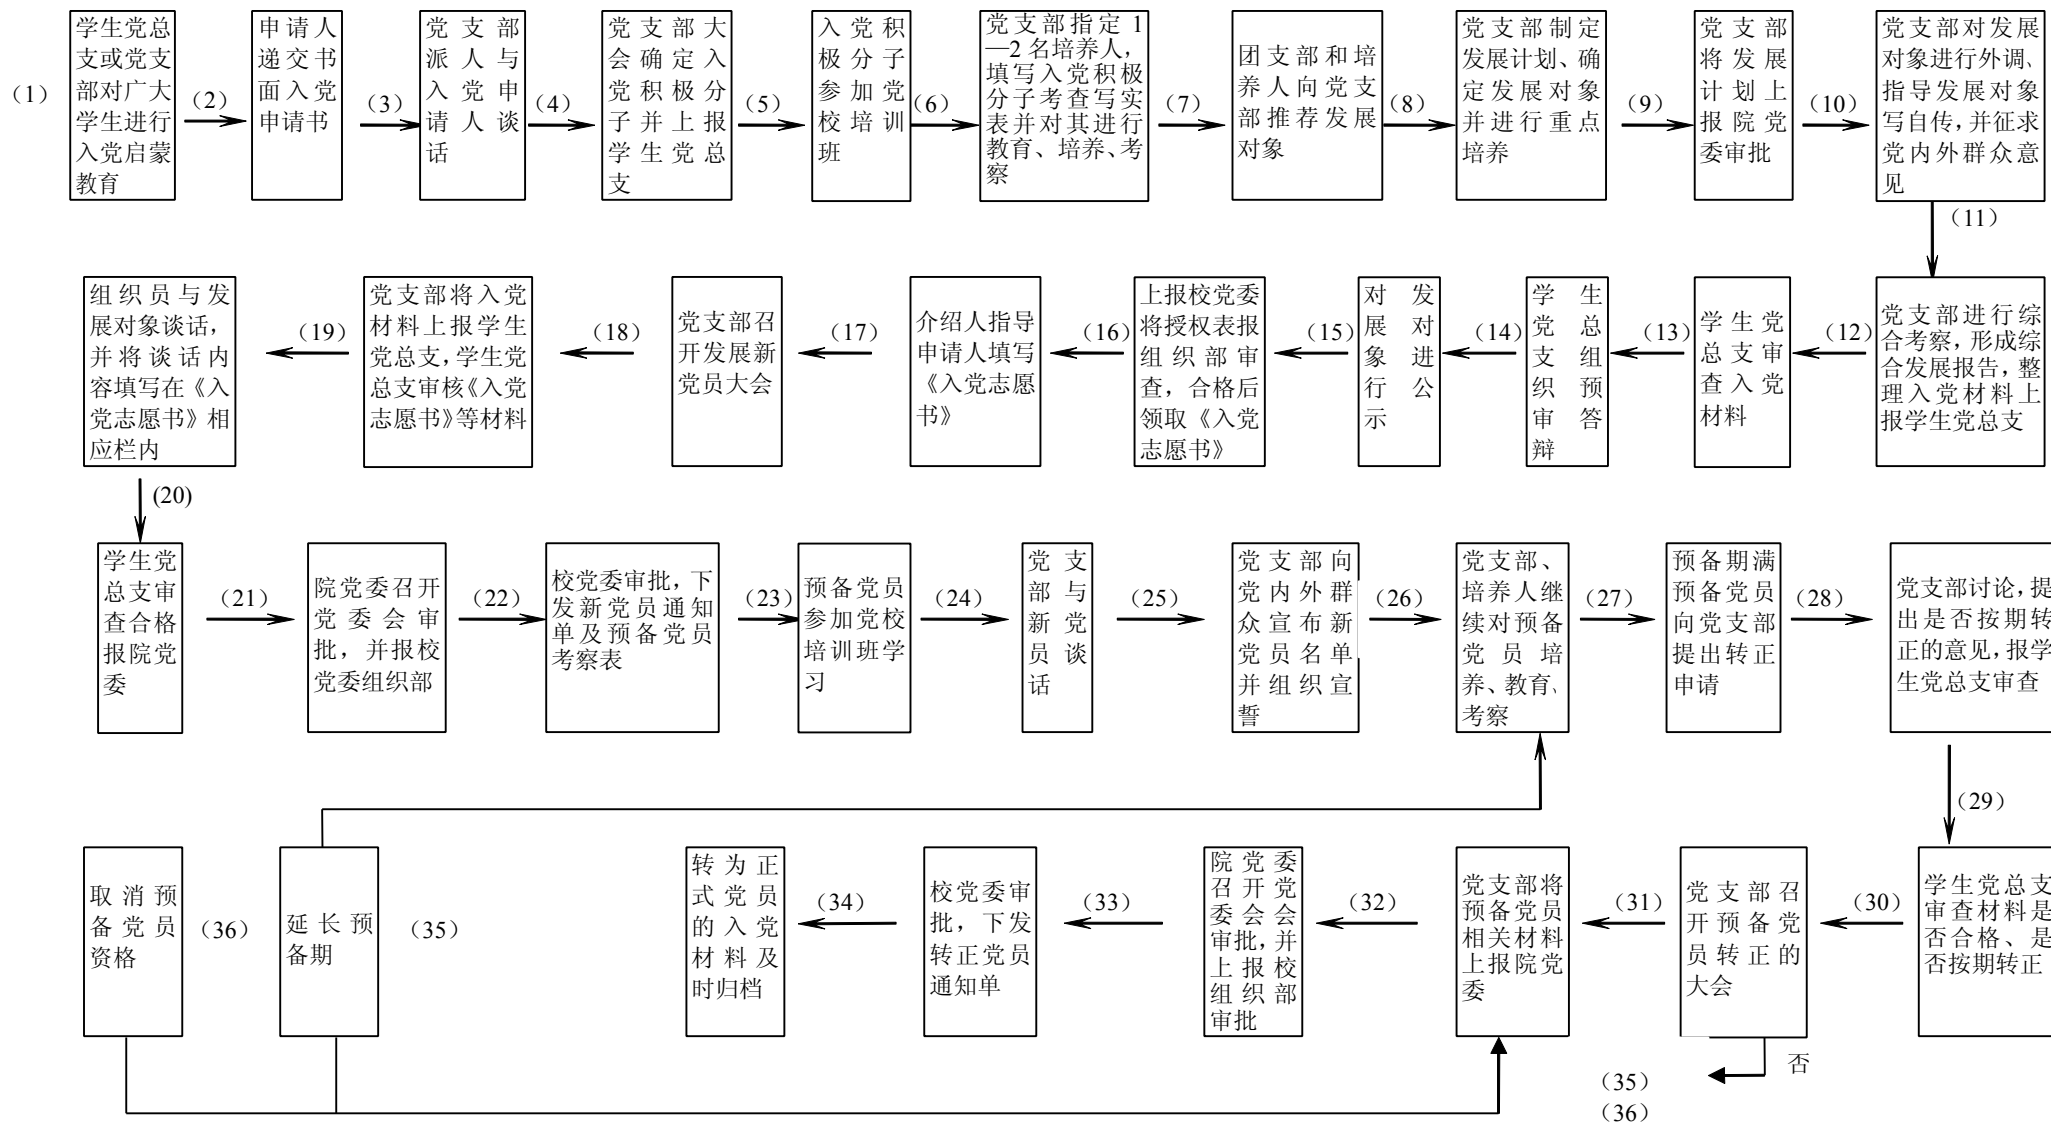 （1）
学生党总
支或党支
部对广大
学生进行
入党启蒙
教育
（2）
申请人
递交书
面入党
申请书
（3）
党支部
派人与
入党申
请人谈
话
（4）
党支部大
会确定入
党积极分
子并上报
学生党总
支
（5）
入党积
极分子
参加党
校培训
班
（6）
党支部指定 1
—2 名培养人，
填写入党积极
分子考查写实
表并对其进行
教育、培养、考
察
（7）
团支部和培
养人向党支
部推荐发展
对象
（8）
党支部制定
发展计划、确
定发展对象
并进行重点
培养
（9）
党支部
将发展
计划上
报院党
委审批
（10）
党支部对发展
对象进行外调、
指导发展对象
写自传，并征求
党内外群众意
见
（11）
党支部进行综
合考察，形成综
合发展报告，整
理入党材料上
报学生党总支
（12）
学生党
总支审
查入党
材料
（13）
学生
党总
支组
织预
审答
辩
（14）
对发
展对
象进
行公
示
（15）
上报校党委
将授权表报
组织部审
查，合格后
领取《入党
志愿书》
（16）
介绍人指导
申请人填写
《入党志愿
书》
（17）
党支部召
开发展新
党员大会
（18）
党支部将入党
材料上报学生
党总支，学生党
总支审核《入党
志愿书》等材料
（19）
组织员与发
展对象谈话，
并将谈话内
容填写在《入
党志愿书》相
应栏内
(20)
学生党
总支审
查合格
报院党
委
（21）
院党委召开
党委会审
批，并报校
党委组织部
（22）
校党委审批，下
发新党员通知
单及预备党员
考察表
（23）
预备党员
参加党校
培训班学
习
（24）
党支
部与
新党
员谈
话
（25）
党支部向
党内外群
众宣布新
党员名单
并组织宣
誓
（26）
党支部、
培养人继
续对预备
党员培
养、教育、
考察
（27）
预备期满
预备党员
向党支部
提出转正
申请
（28）
党支部讨论，提
出是否按期转
正的意见，报学
生党总支审查
（29）
学生党总支
审查材料是
否合格、是
否按期转正
（30）
党支部召
开预备党
员转正的
大会
（31）
党支部将
预备党员
相关材料
上报院党
委
（32）
院党委
召开党
委会会
审批，并
上报校
组织部
审批
（33）
校党委审
批，下发
转正党员
通知单
（34）
转为正
式党员
的入党
材料及
时归档
（35）
延长预
备期
（36）
取消预
备党员
资格
否
（35）
（36）